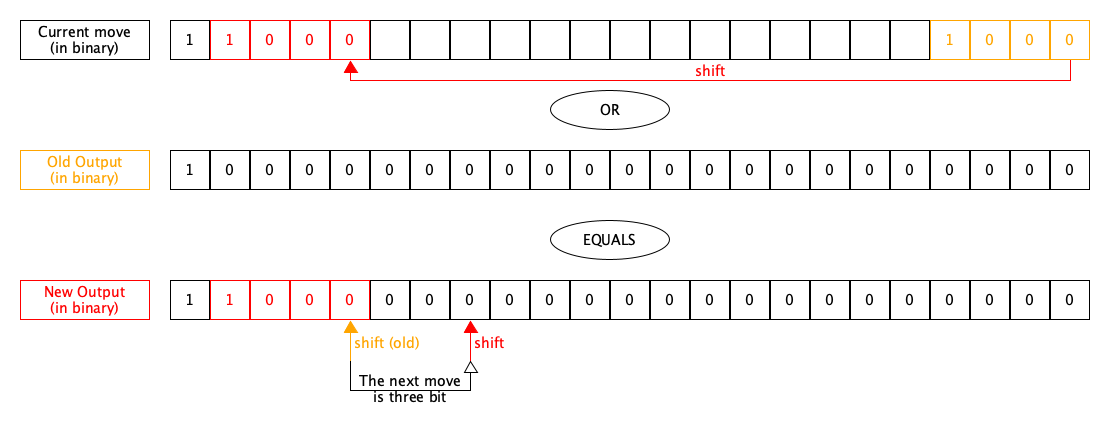 Current move
(in binary)
1 1 0 0 0 1 0 0 0
shift
OR
Old Output
(in binary)
1 0 0 0 0 0 0 0 0 0 0 0 0 0 0 0 0 0 0 0 0 0 0
EQUALS
New Output
(in binary)
1 1 0 0 0 0 0 0 0 0 0 0 0 0 0 0 0 0 0 0 0 0 0
shift (old) shift
The next move
is three bit